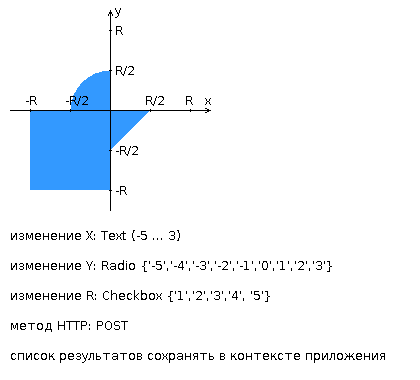 y
R
R/2
-R
-R/2
R/2
R
x
-R/2
-R
изменение X: Text (-5 ... 3)
изменение Y: Radio {'-5','-4','-3','-2','-1','0','1','2','3'}
изменение R: Checkbox {'1','2','3','4', '5'}
метод HTTP: POST
список результатов сохранять в контексте приложения